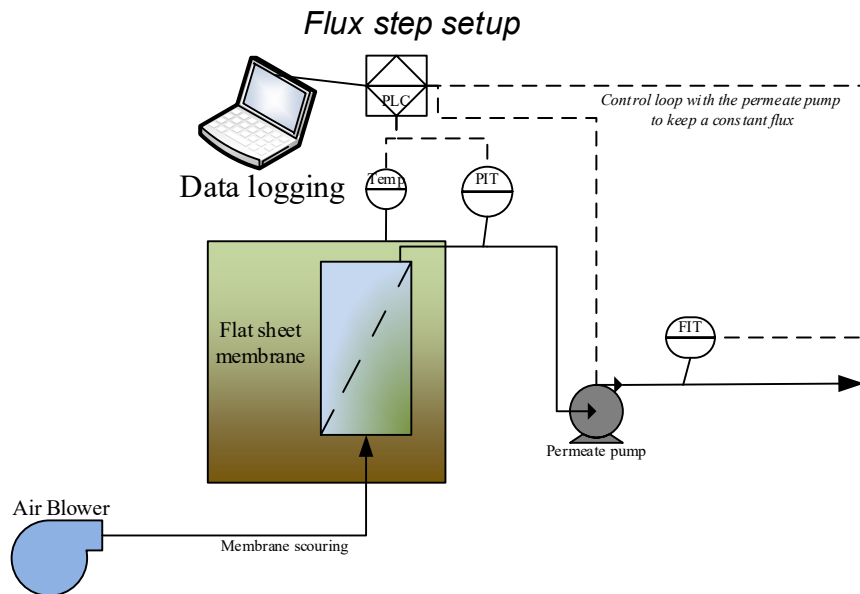 Flux step setup
PLC
Control loop with the permeate pump
to keep a constant flux
Data logging
Temp
PIT
Flat sheet
membrane
FIT
Permeate pump
Air Blower
Membrane scouring